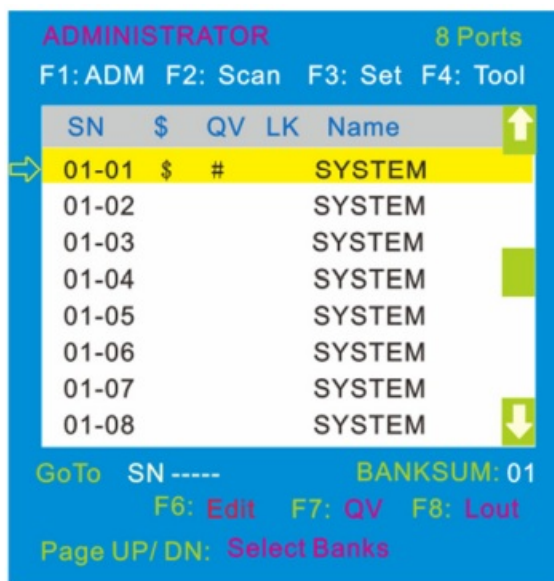 ADMINISTRATOR 8 Ports
F1: ADM F2: Scan F3: Set F4: Tool
SN $ QV LK Name
01-01 $ # SYSTEM
01-02 SYSTEM
01-03 SYSTEM
01-04 SYSTEM
01-05 SYSTEM
01-06 SYSTEM
01-07 SYSTEM
01-08 SYSTEM
GoTo SN ----- BANKSUM: 01
F6: Edit F7: QV F8: Lout
Page UP/ DN: Select Banks